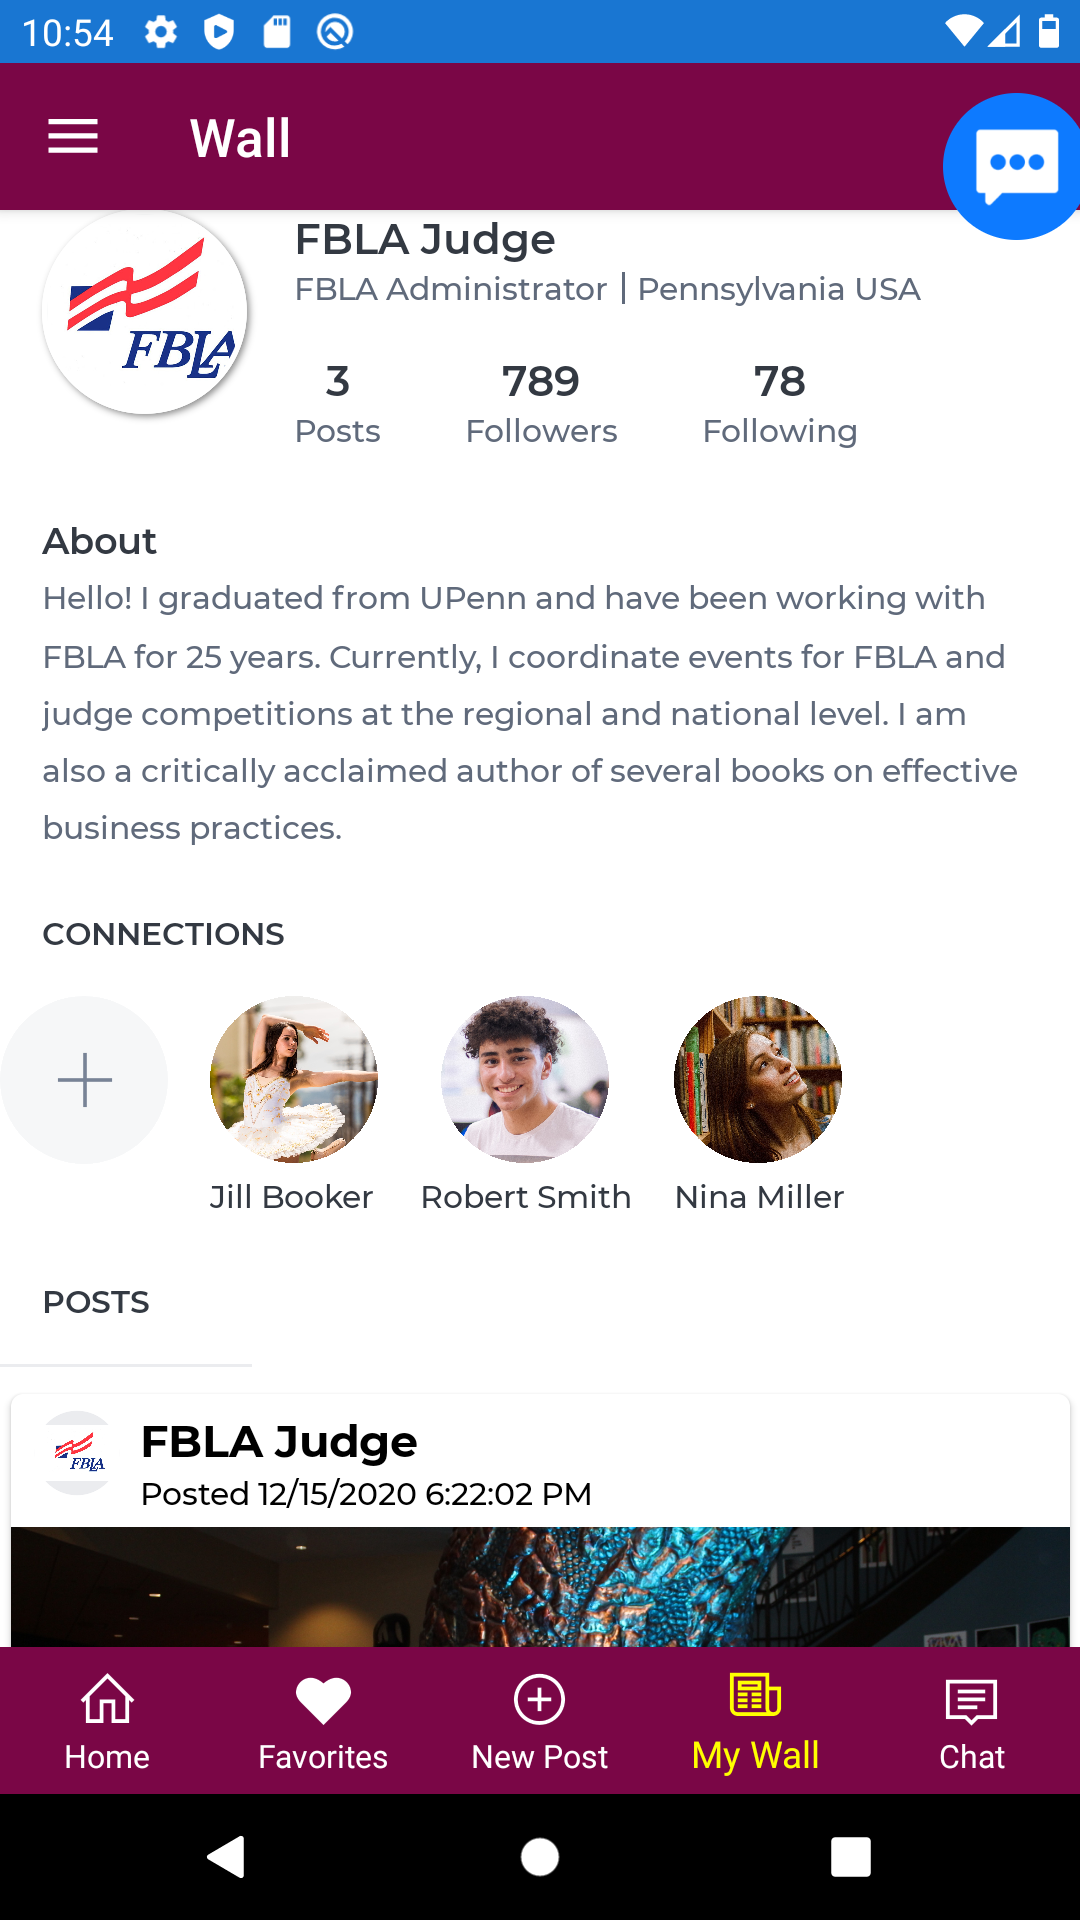 10:54
Wall
FBLA
FBLA Judge
FBLA Administrator | Pennsylvania USA
3 789 78
Posts Followers Following
About
Hello! I graduated from UPenn and have been working with
FBLA for 25 years. Currently, I coordinate events for FBLA and
judge competitions at the regional and national level. I am
also a critically acclaimed author of several books on effective
business practices.
CONNECTIONS
Jill Booker Robert Smith Nina Miller
POSTS
FBLA
FBLA Judge
Posted 12/15/2020 6:22:02 PM
Home Favorites New Post My Wall Chat